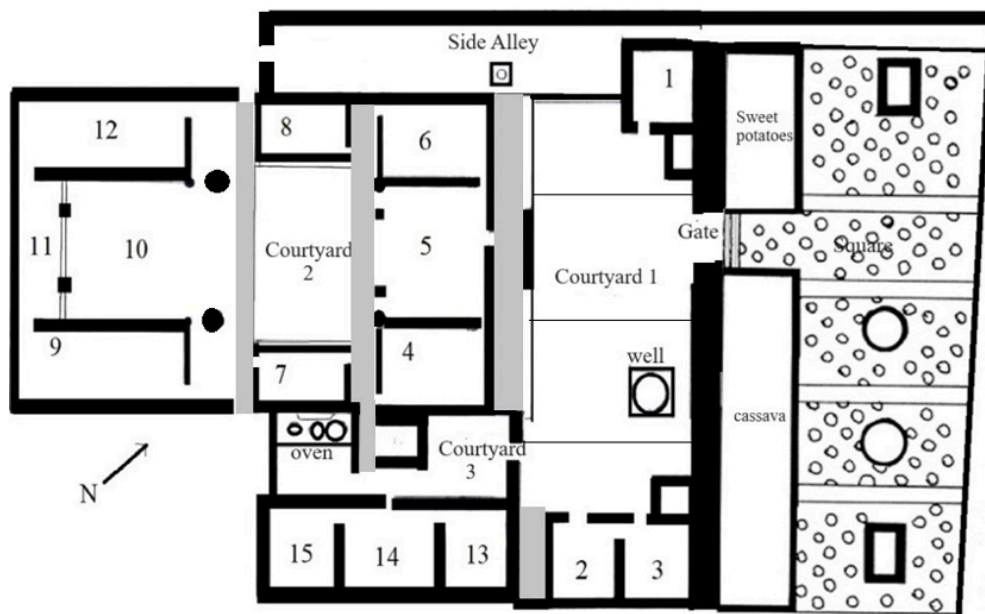 Side Alley
1
12
8
6
Sweet
potatoes
11
10
Courtyard
2
5
Gate
Square
Courtyard 1
9
7
4
well
cassava
oven
Courtyard
3
N
15
14
13
2
3